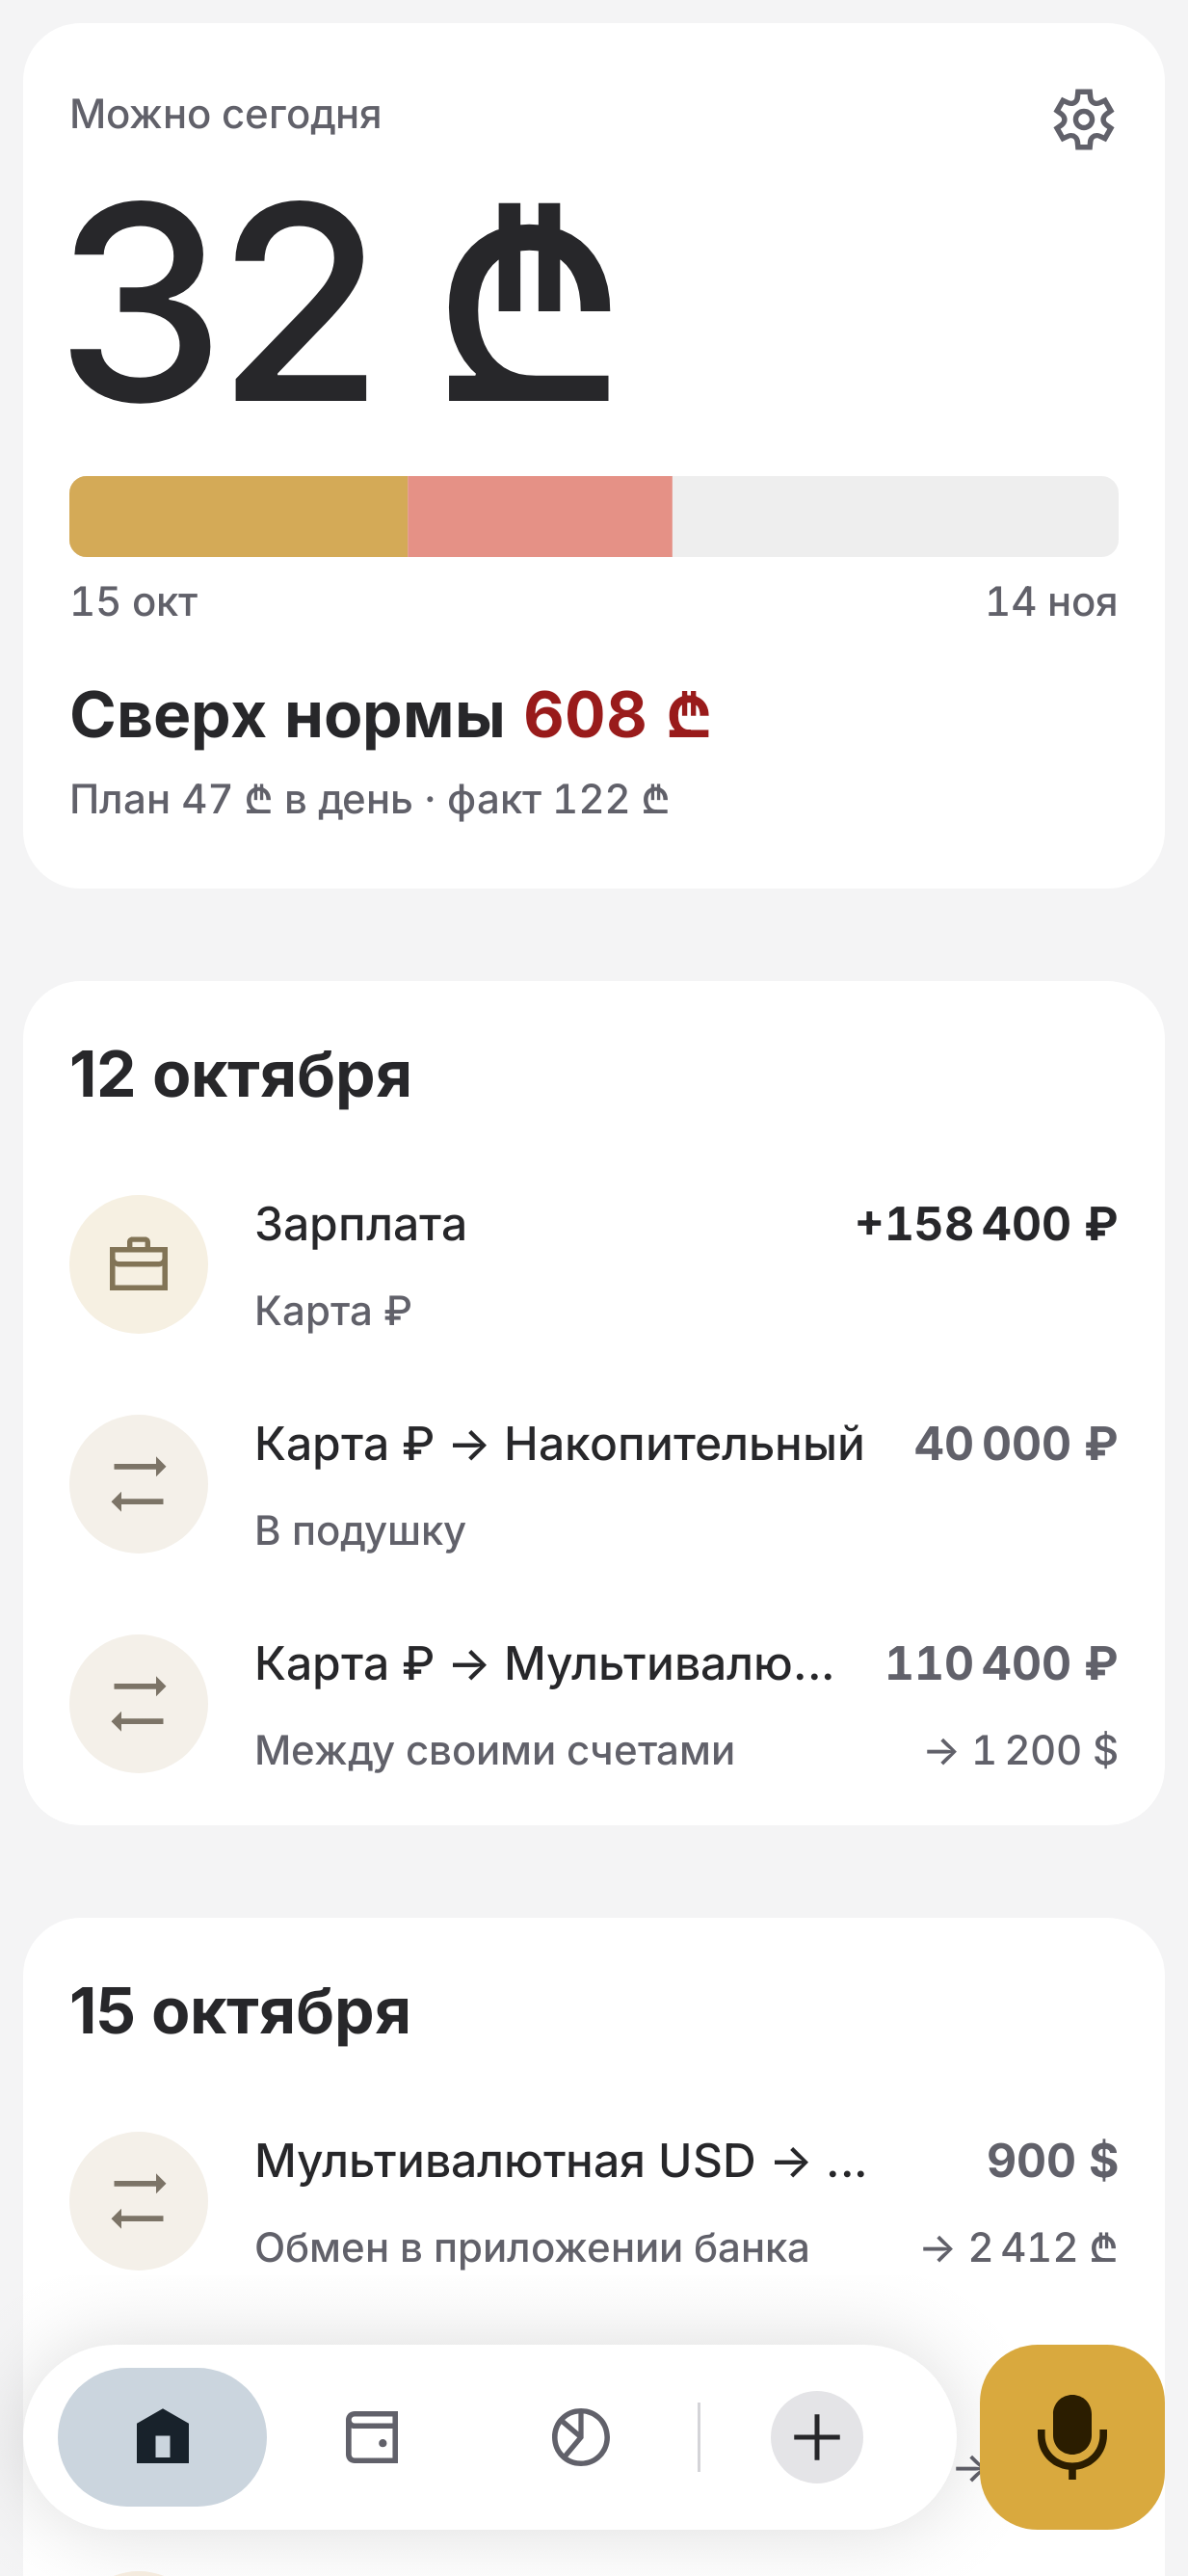 Можно сегодня
32 ₾
15 окт 14 ноя
Сверх нормы 608 ₾
План 47 ₾ в день · факт 122 ₾
12 октября
Зарплата +158 400 ₽
Карта ₽
Карта ₽ → Накопительный 40 000 ₽
В подушку
Карта ₽ → Мультивалю... 110 400 ₽
Между своими счетами → 1 200 $
15 октября
Мультивалютная USD → ... 900 $
Обмен в приложении банка → 2 412 ₾
→